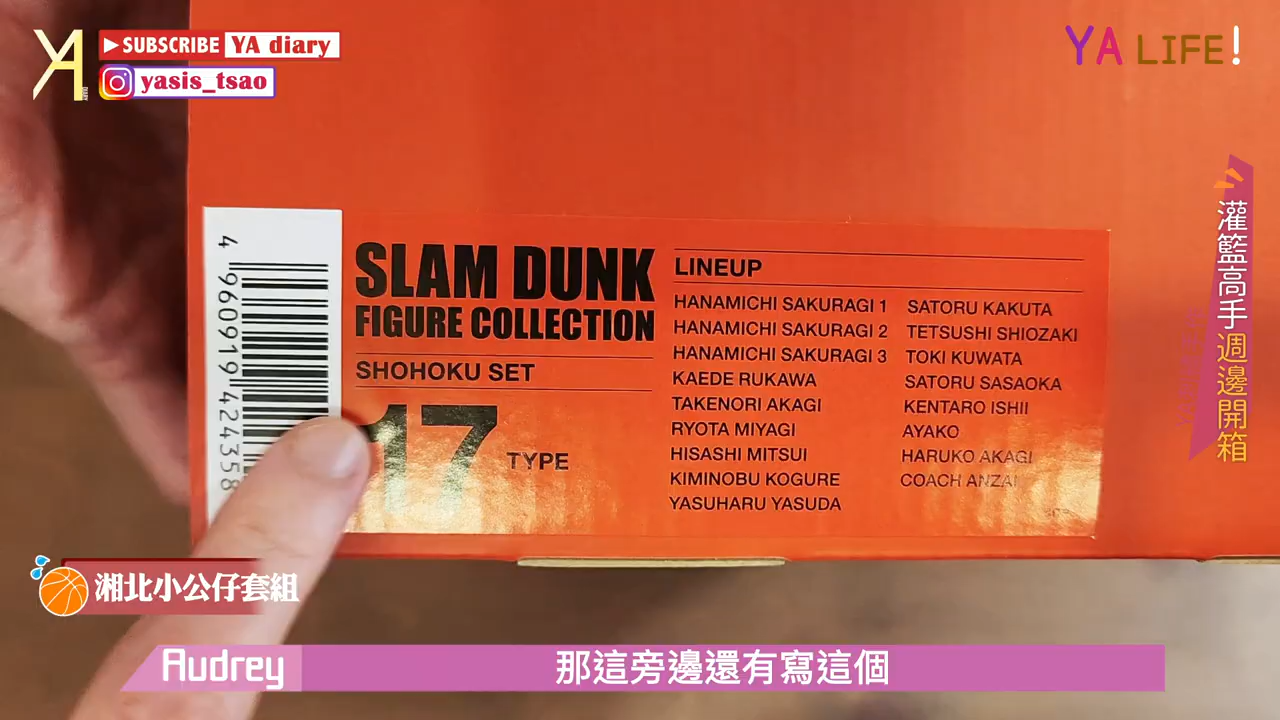 YA
DIARY
SUBSCRIBE YA diary
yasis_tsao
YA LIFE!
灌籃高手週邊開箱
4 960919 424358
SLAM DUNK
FIGURE COLLECTION
SHOHOKU SET
17 TYPE
LINEUP
HANAMICHI SAKURAGI 1
HANAMICHI SAKURAGI 2
HANAMICHI SAKURAGI 3
KAEDE RUKAWA
TAKENORI AKAGI
RYOTA MIYAGI
HISASHI MITSUI
KIMINOBU KOGURE
YASUHARU YASUDA
SATORU KAKUTA
TETSUSHI SHIOZAKI
TOKI KUWATA
SATORU SASAOKA
KENTARO ISHII
AYAKO
HARUKO AKAGI
COACH ANZAI
湘北小公仔套組
Audrey
那這旁邊還有寫這個